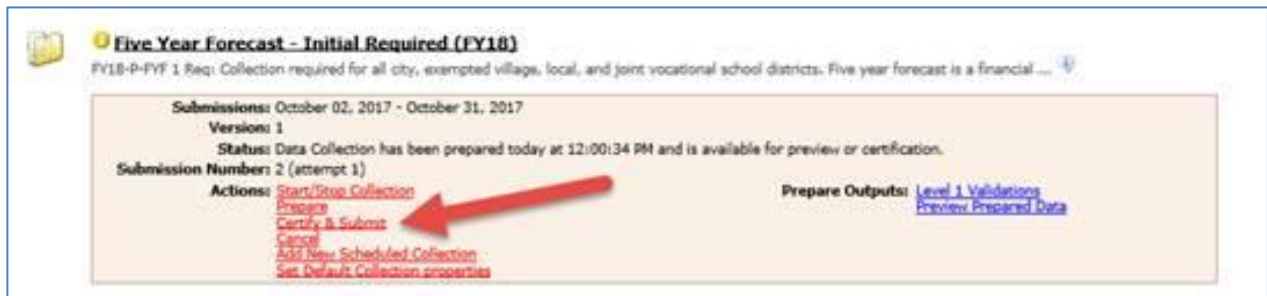 Five Year Forecast - Initial Required (FY18)
FY18-P-FYF 1 Req: Collection required for all city, exempted village, local, and joint vocational school districts. Five year forecast is a financial ...
Submissions: October 02, 2017 - October 31, 2017
Version: 1
Status: Data Collection has been prepared today at 12:00:34 PM and is available for preview or certification.
Submission Number: 2 (attempt 1)
Actions: Start/Stop Collection
Prepare
Certify & Submit
Cancel
Add New Scheduled Collection
Set Default Collection properties
Prepare Outputs: Level 1 Validations
Preview Prepared Data